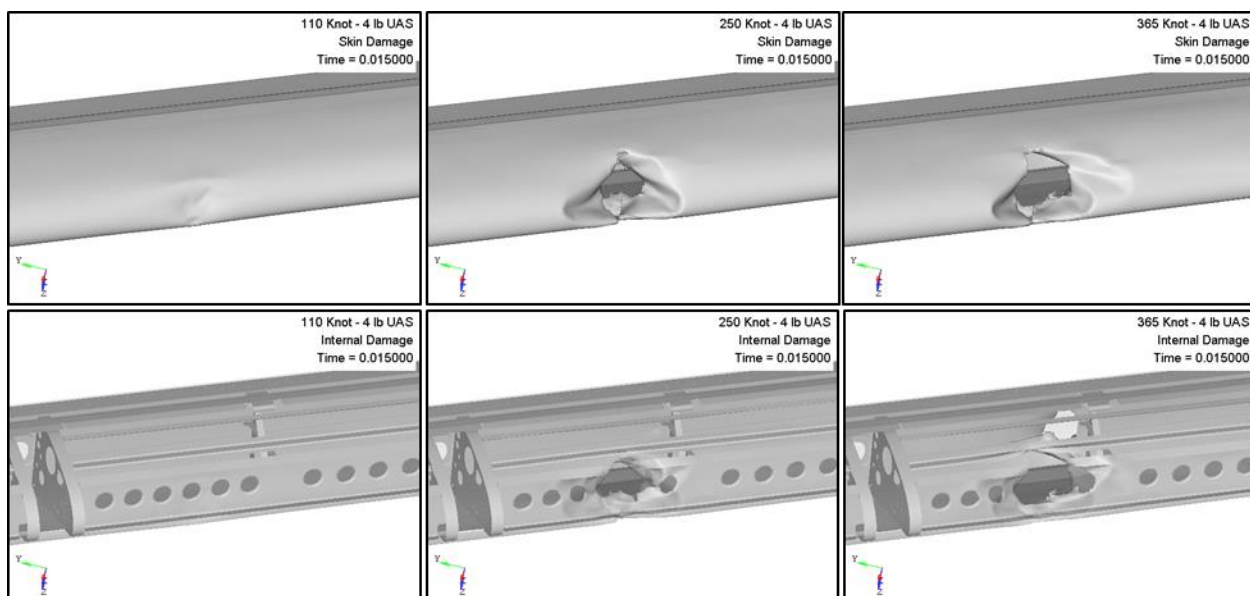 110 Knot - 4 lb UAS
Skin Damage
Time = 0.015000
250 Knot - 4 lb UAS
Skin Damage
Time = 0.015000
365 Knot - 4 lb UAS
Skin Damage
Time = 0.015000
Y
Z
Y
Z
Y
Z
110 Knot - 4 lb UAS
Internal Damage
Time = 0.015000
250 Knot - 4 lb UAS
Internal Damage
Time = 0.015000
365 Knot - 4 lb UAS
Internal Damage
Time = 0.015000
Y
Z
Y
Z
Y
Z